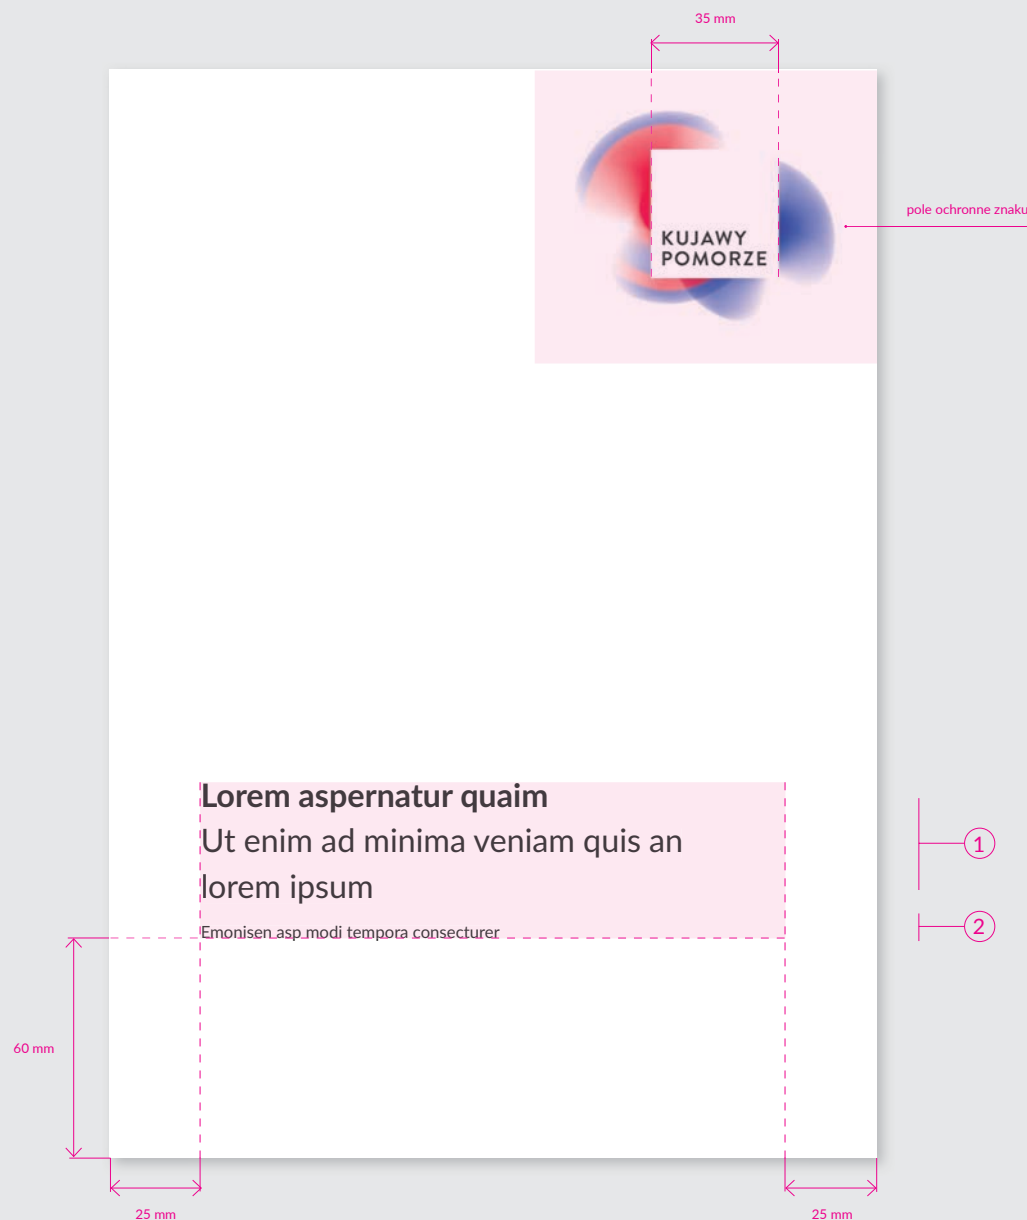 35 mm
pole ochronne znaku
KUJAWY
POMORZE
Lorem aspernatur quaim
Ut enim ad minima veniam quis an
lorem ipsum
1
Emonisen asp modi tempora consecturer
2
60 mm
25 mm
25 mm